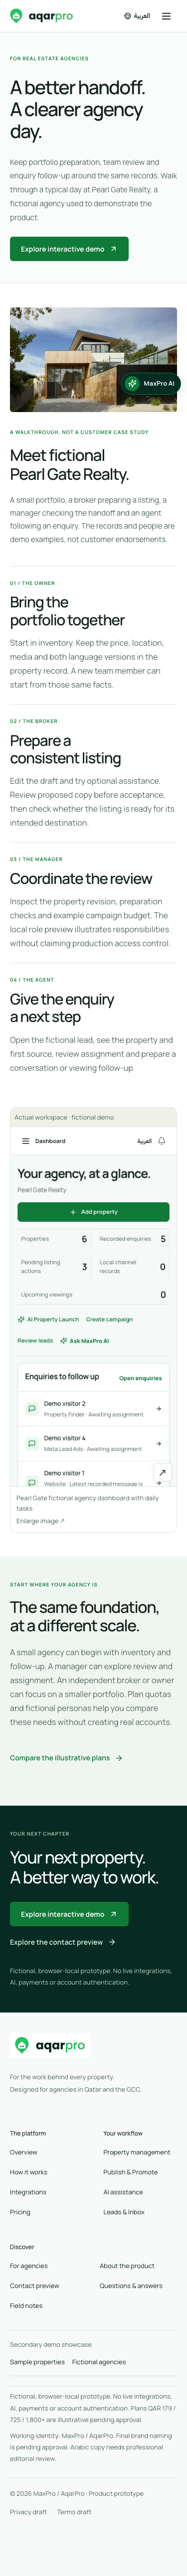 aqarpro
العربية
FOR REAL ESTATE AGENCIES
A better handoff.
A clearer agency
day.
Keep portfolio preparation, team review and
enquiry follow-up around the same records. Walk
through a typical day at Pearl Gate Realty, a
fictional agency used to demonstrate the
product.
Explore interactive demo ↗
MaxPro AI
A WALKTHROUGH, NOT A CUSTOMER CASE STUDY
Meet fictional
Pearl Gate Realty.
A small portfolio, a broker preparing a listing, a
manager checking the handoff and an agent
following an enquiry. The records and people are
demo examples, not customer endorsements.
01 / THE OWNER
Bring the
portfolio together
Start in inventory. Keep the price, location,
media and both language versions in the
property record. A new team member can
start from those same facts.
02 / THE BROKER
Prepare a
consistent listing
Edit the draft and try optional assistance.
Review proposed copy before acceptance,
then check whether the listing is ready for its
intended destination.
03 / THE MANAGER
Coordinate the review
Inspect the property revision, preparation
checks and sample campaign budget. The
local role preview illustrates responsibilities
without claiming production access control.
04 / THE AGENT
Give the enquiry
a next step
Open the fictional lead, see the property and
first source, review assignment and prepare a
conversation or viewing follow-up.
Actual workspace · fictional demo
Dashboard
العربية
Your agency, at a glance.
Pearl Gate Realty
+ Add property
Properties 6
Recorded enquiries 5
Pending listing
actions 3
Local channel
records 0
Upcoming viewings 0
AI Property Launch
Create campaign
Review leads
Ask MaxPro AI
Enquiries to follow up
Open enquiries
Demo visitor 2
Property Finder · Awaiting assignment
Demo visitor 4
Meta Lead Ads · Awaiting assignment
Demo visitor 1
Website · Latest recorded message is
Pearl Gate fictional agency dashboard with daily
tasks
Enlarge image ↗
START WHERE YOUR AGENCY IS
The same foundation,
at a different scale.
A small agency can begin with inventory and
follow-up. A manager can explore review and
assignment. An independent broker or owner
can focus on a smaller portfolio. Plan quotas
and fictional personas help you compare
these needs without creating real accounts.
Compare the illustrative plans →
YOUR NEXT CHAPTER
Your next property.
A better way to work.
Explore interactive demo ↗
Explore the contact preview →
Fictional, browser-local prototype. No live integrations,
AI, payments or account authentication.
aqarpro
For the work behind every property.
Designed for agencies in Qatar and the GCC.
The platform
Overview
How it works
Integrations
Pricing
Your workflow
Property management
Publish & Promote
AI assistance
Leads & Inbox
Discover
For agencies
Contact preview
Field notes
About the product
Questions & answers
Secondary demo showcase
Sample properties
Fictional agencies
Fictional, browser-local prototype. No live integrations,
AI, payments or account authentication. Plans QAR 179 /
725 / 1,800+ are illustrative pending approval.
Working identity: MaxPro / AqarPro. Final brand naming
is pending approval. Arabic copy needs professional
editorial review.
© 2026 MaxPro / AqarPro · Product prototype
Privacy draft
Terms draft